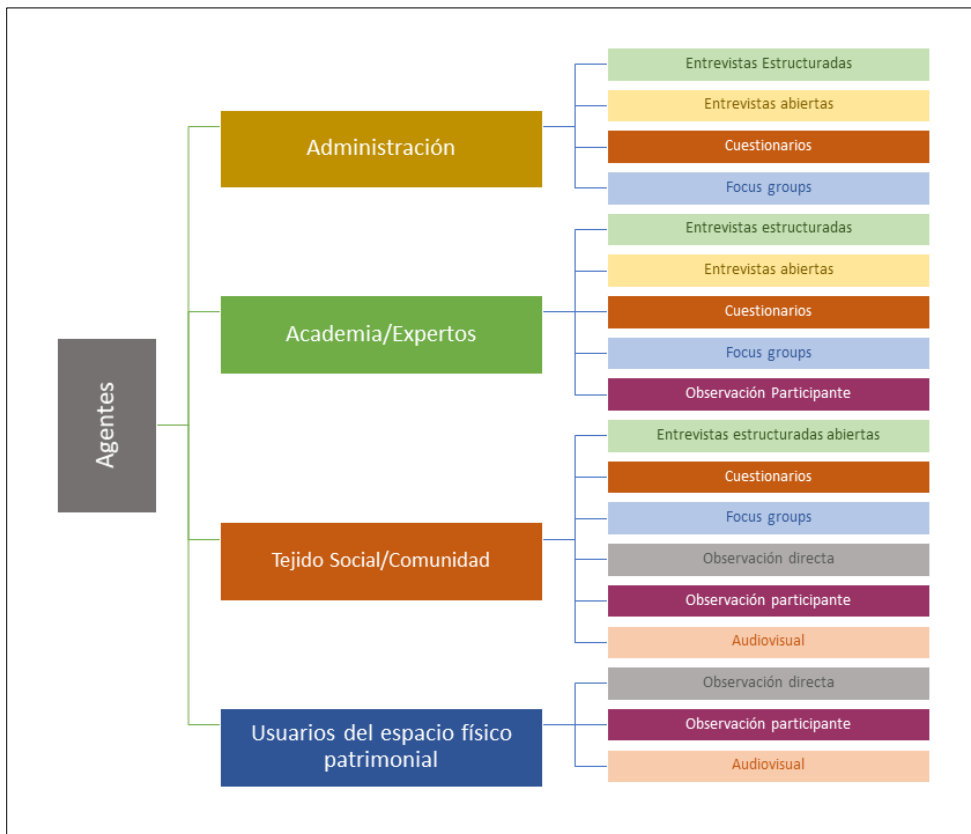 Agentes
Administración
Entrevistas Estructuradas
Entrevistas abiertas
Cuestionarios
Focus groups
Academia/Expertos
Entrevistas estructuradas
Entrevistas abiertas
Cuestionarios
Focus groups
Observación Participante
Tejido Social/Comunidad
Entrevistas estructuradas abiertas
Cuestionarios
Focus groups
Observación directa
Observación participante
Audiovisual
Usuarios del espacio físico
patrimonial
Observación directa
Observación participante
Audiovisual